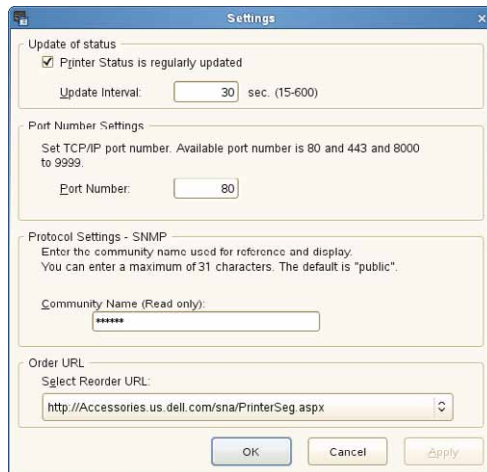 Settings
Update of status
Printer Status is regularly updated
Update Interval: 30 sec. (15-600)
Port Number Settings
Set TCP/IP port number. Available port number is 80 and 443 and 8000
to 9999.
Port Number: 80
Protocol Settings - SNMP
Enter the community name used for reference and display.
You can enter a maximum of 31 characters. The default is "public".
Community Name (Read only):
******
Order URL
Select Reorder URL:
http://Accessories.us.dell.com/sna/PrinterSeg.aspx
OK Cancel Apply